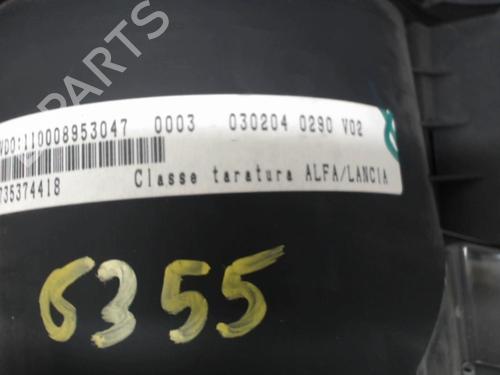 PARTS
VDO:110008953047 0003 030204 0290 V02
735374418 Classe taratura ALFA/LANCIA
6355